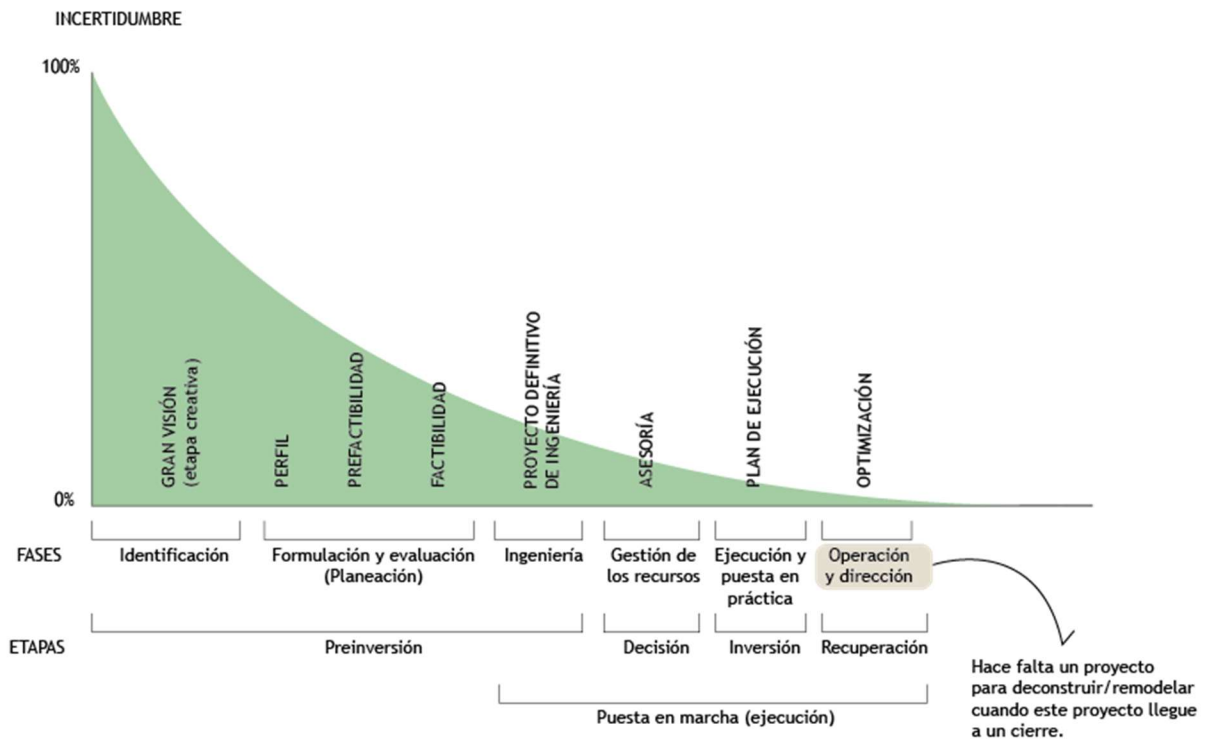 INCERTIDUMBRE
100%
0%
GRAN VISIÓN
(etapa creativa)
PERFIL
PREFACTIBILIDAD
FACTIBILIDAD
PROYECTO DEFINITIVO
DE INGENIERÍA
ASESORÍA
PLAN DE EJECUCIÓN
OPTIMIZACIÓN
FASES
Identificación
Formulación y evaluación
(Planeación)
Ingeniería
Gestión de
los recursos
Ejecución y
puesta en
práctica
Operación
y dirección
ETAPAS
Preinversión
Decisión
Inversión
Recuperación
Puesta en marcha (ejecución)
Hace falta un proyecto
para deconstruir/remodelar
cuando este proyecto llegue
a un cierre.